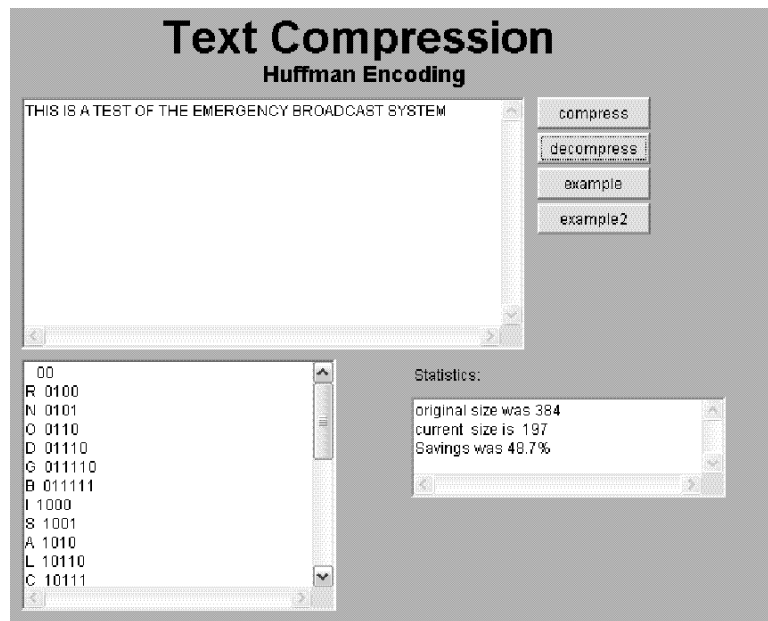 Text Compression
Huffman Encoding
THIS IS A TEST OF THE EMERGENCY BROADCAST SYSTEM
compress
decompress
example
example2
00
R 0100
N 0101
O 0110
D 01110
G 011110
B 011111
I 1000
S 1001
A 1010
L 10110
C 10111
Statistics:
original size was 384
current size is 197
Savings was 48.7%